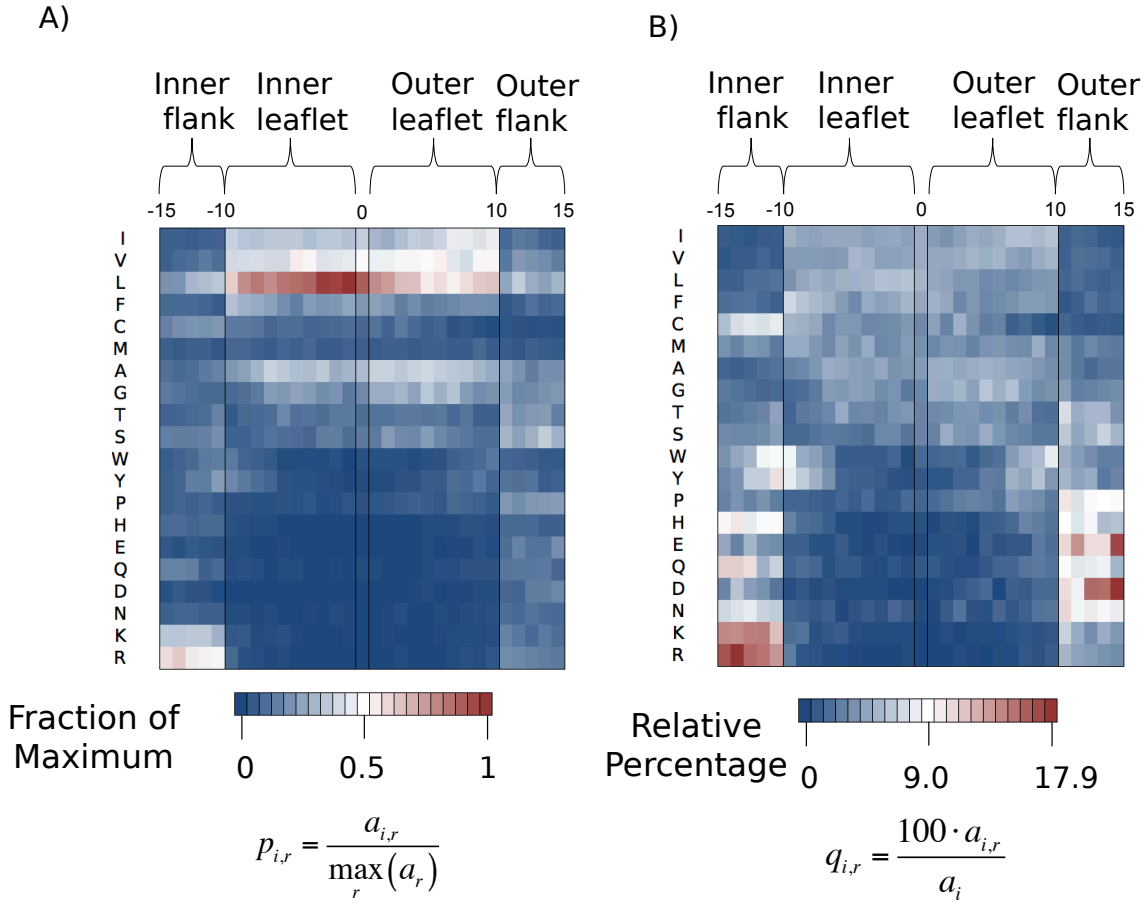 A)
B)
Inner flank
Inner leaflet
Outer leaflet
Outer flank
Inner flank
Inner leaflet
Outer leaflet
Outer flank
-15 -10 0 10 15
-15 -10 0 10 15
I
V
L
F
C
M
A
G
T
S
W
Y
P
H
E
Q
D
N
K
R
I
V
L
F
C
M
A
G
T
S
W
Y
P
H
E
Q
D
N
K
R
Fraction of
Maximum
0 0.5 1
Relative
Percentage
0 9.0 17.9
p_{i,r} = a_{i,r} / max_r(a_r)
q_{i,r} = 100 · a_{i,r} / a_i